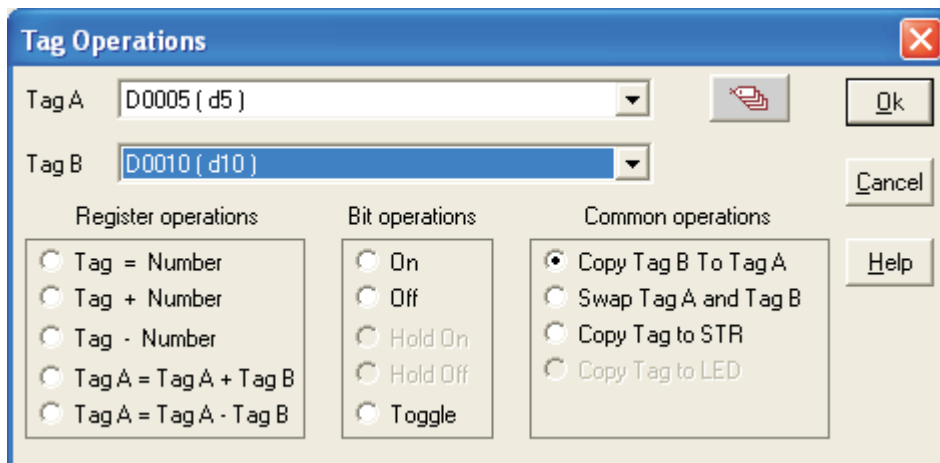 Tag Operations
Tag A
D0005 ( d5 )
Ok
Tag B
D0010 ( d10 )
Cancel
Register operations
Bit operations
Common operations
Help
Tag = Number
Tag + Number
Tag - Number
Tag A = Tag A + Tag B
Tag A = Tag A - Tag B
On
Off
Hold On
Hold Off
Toggle
Copy Tag B To Tag A
Swap Tag A and Tag B
Copy Tag to STR
Copy Tag to LED